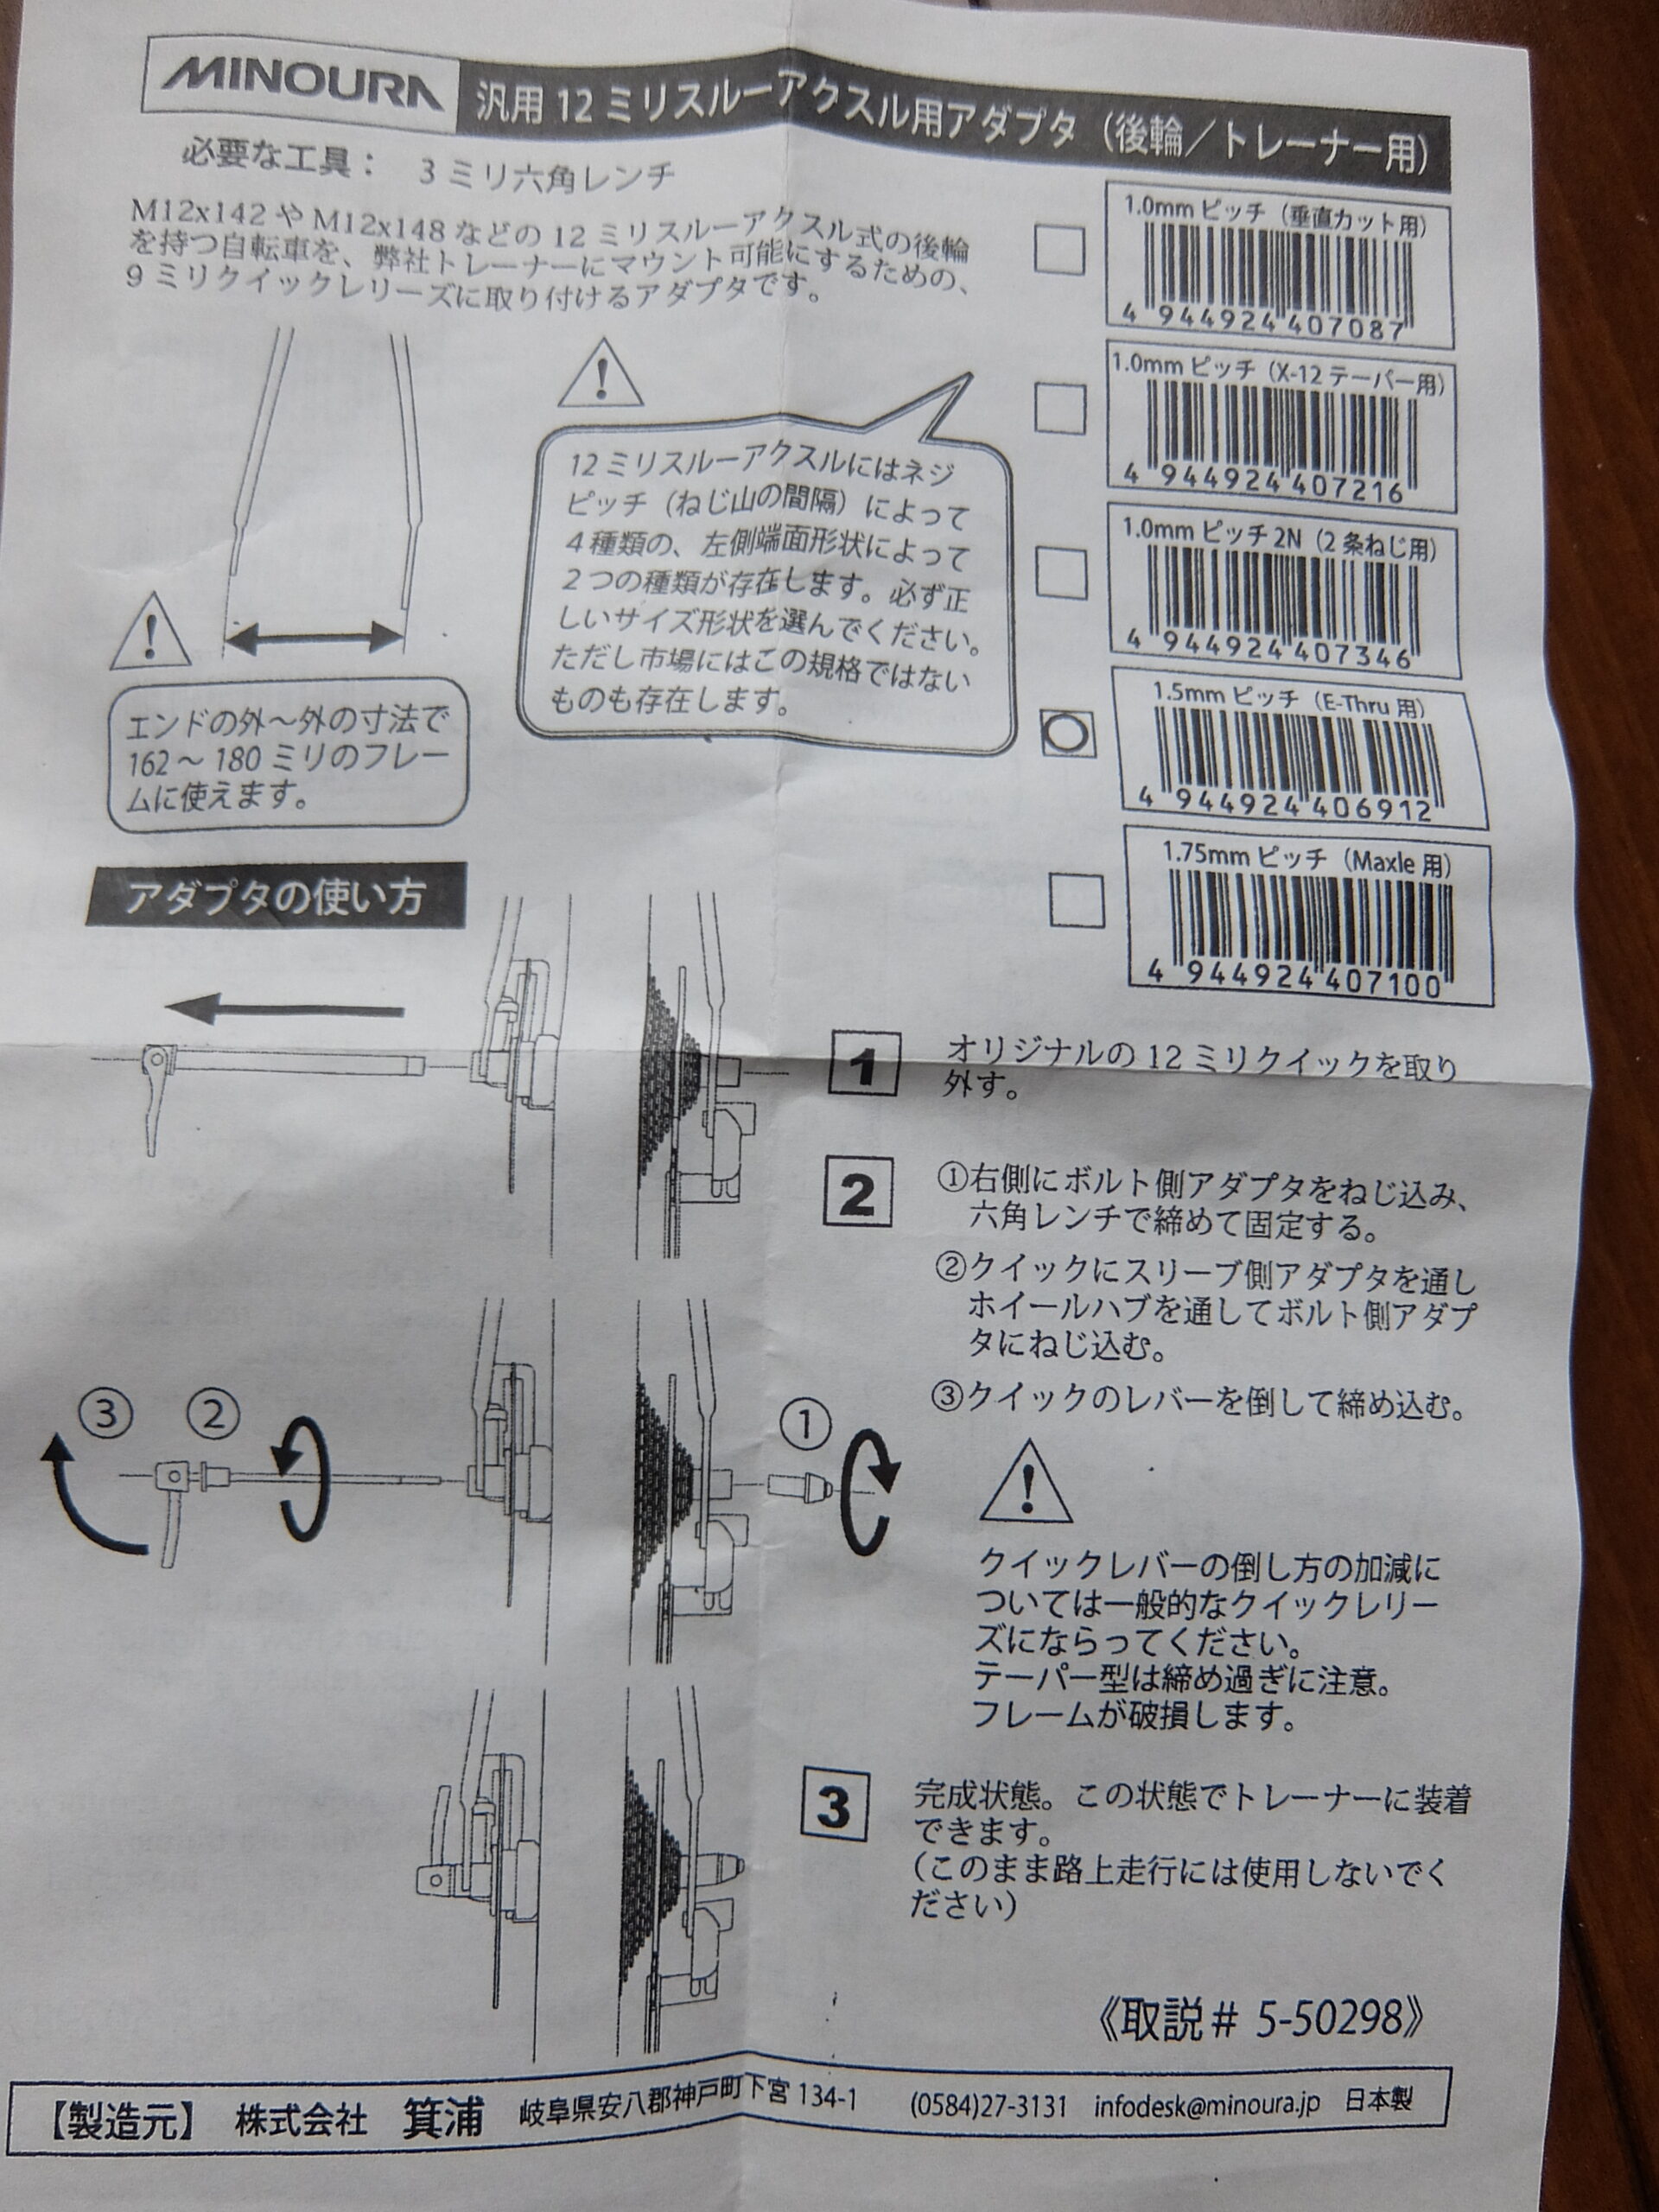 MINOURA 汎用12ミリスルーアクスル用アダプタ（後輪／トレーナー用）
必要な工具： 3ミリ六角レンチ
M12x142 や M12x148 などの 12 ミリスルーアクスル式の後輪
を持つ自転車を、弊社トレーナーにマウント可能にするための、
9 ミリクイックレリーズに取り付けるアダプタです。
1.0mm ピッチ（垂直カット用）
4 944924 407087
1.0mm ピッチ（X-12 テーパー用）
4 944924 407216
1.0mm ピッチ 2N（2 条ねじ用）
4 944924 407346
1.5mm ピッチ（E-Thru 用）
4 944924 406912
1.75mm ピッチ（Maxle 用）
4 944924 407100
!
12 ミリスルーアクスルにはネジ
ピッチ（ねじ山の間隔）によって
4 種類の、左側端面形状によって
2 つの種類が存在します。必ず正
しいサイズ形状を選んでください。
ただし市場にはこの規格ではない
ものも存在します。
!
エンドの外～外の寸法で
162～180 ミリのフレー
ムに使えます。
アダプタの使い方
1 オリジナルの 12 ミリクイックを取り
外す。
2 ①右側にボルト側アダプタをねじ込み、
六角レンチで締めて固定する。
②クイックにスリーブ側アダプタを通し
ホイールハブを通してボルト側アダプ
タにねじ込む。
③クイックのレバーを倒して締め込む。
③ ② ①
!
クイックレバーの倒し方の加減に
ついては一般的なクイックレリー
ズにならってください。
テーパー型は締め過ぎに注意。
フレームが破損します。
3 完成状態。この状態でトレーナーに装着
できます。
（このまま路上走行には使用しないでく
ださい）
《取説＃ 5-50298》
【製造元】 株式会社 箕浦 岐阜県安八郡神戸町下宮 134-1 (0584)27-3131 infodesk@minoura.jp 日本製